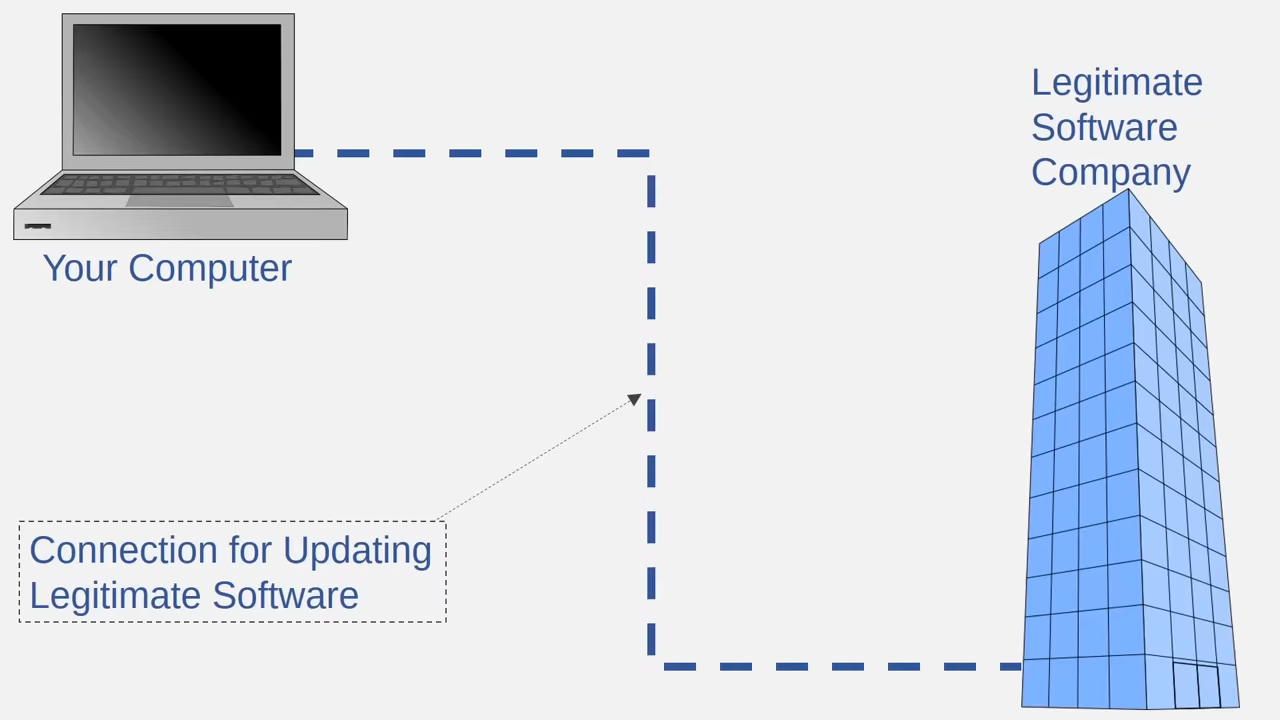 Legitimate
Software
Company
Your Computer
Connection for Updating
Legitimate Software